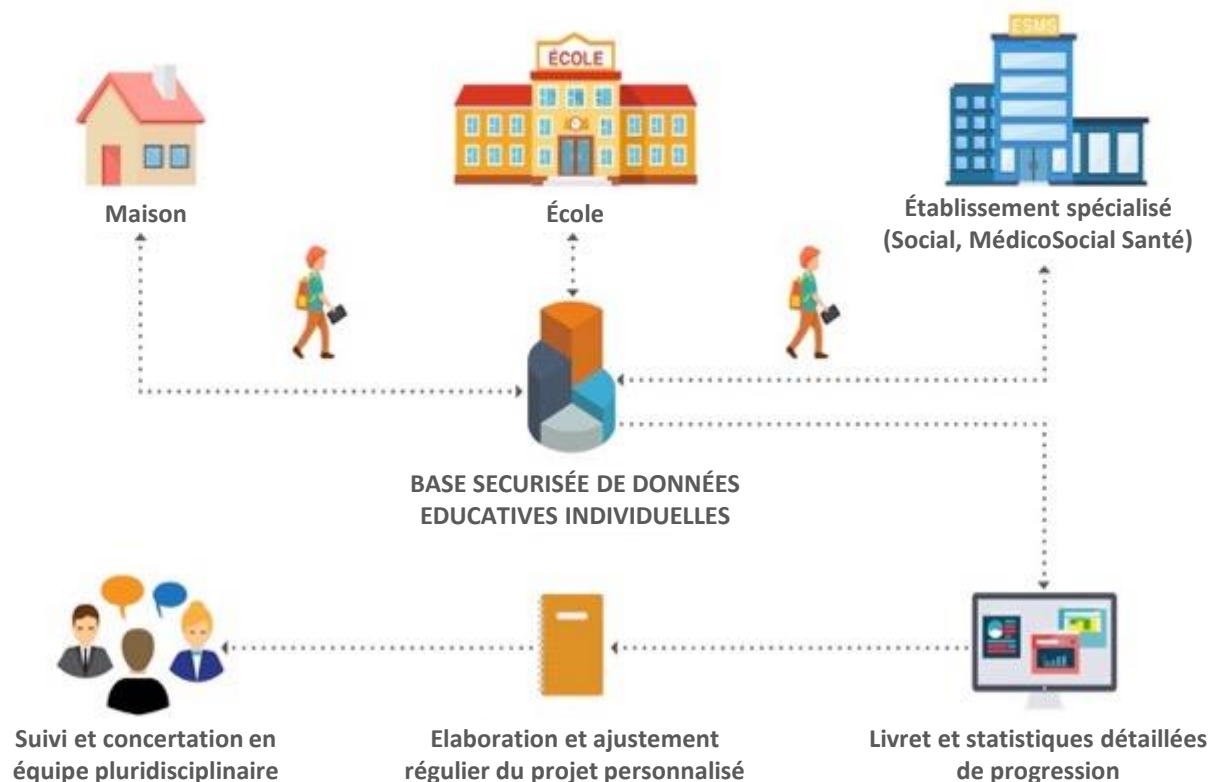 ESMS
ÉCOLE
Maison
École
Établissement spécialisé
(Social, MédicoSocial Santé)
BASE SECURISÉE DE DONNÉES
EDUCATIVES INDIVIDUELLES
Suivi et concertation en
équipe pluridisciplinaire
Elaboration et ajustement
régulier du projet personnalisé
Livret et statistiques détaillées
de progression